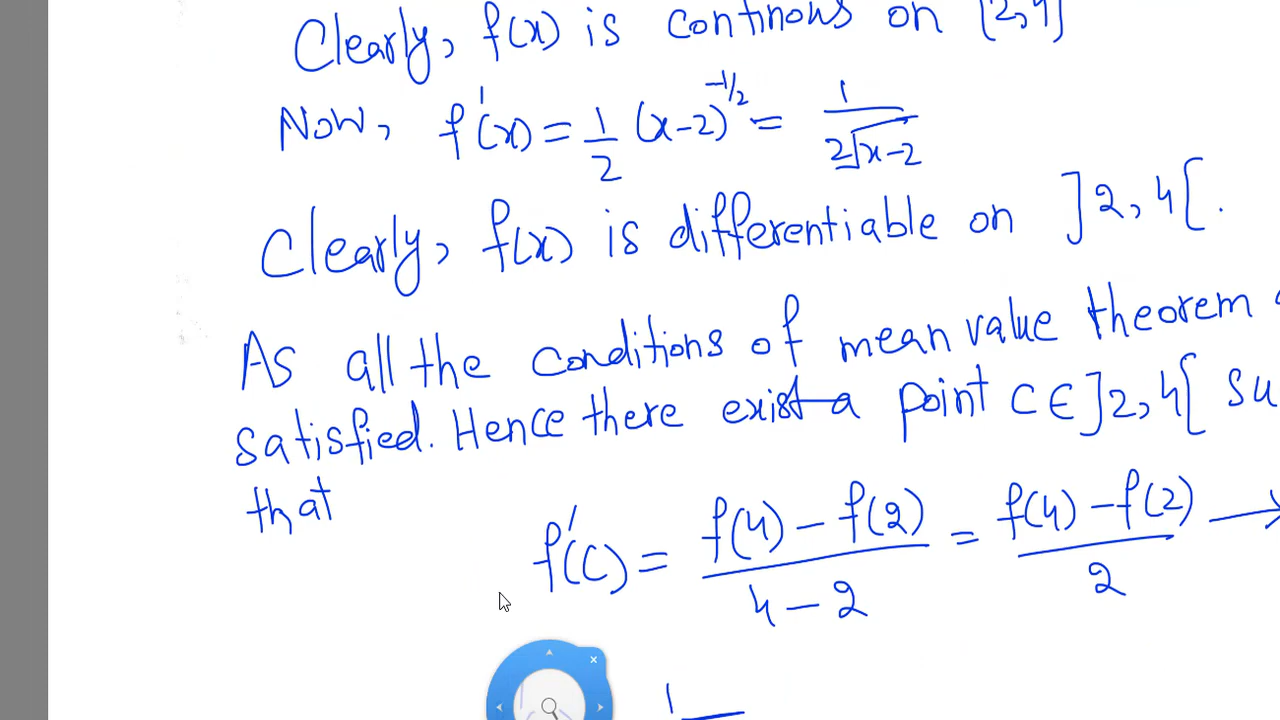 Clearly, f(x) is continous on [2,4]
Now, f'(x) = 1/2 (x-2)^-1/2 = 1/(2√x-2)
Clearly, f(x) is differentiable on ]2,4[.
As all the conditions of mean value theorem
satisfied. Hence there exist a point C ∈ ]2,4[ su
that
f'(c) = f(4) - f(2)/4 - 2 = f(4) - f(2)/2 →
1